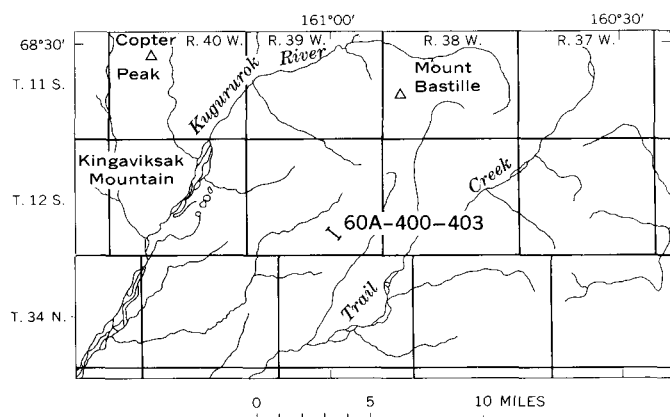 161°00' 160°30'
68°30'
Copter Peak
R. 40 W. R. 39 W. R. 38 W. R. 37 W.
River
T. 11 S.
Kugururok
Mount Bastille
Kingaviksak Mountain
Creek
T. 12 S.
60A-400-403
Trail
T. 34 N.
0 5 10 MILES